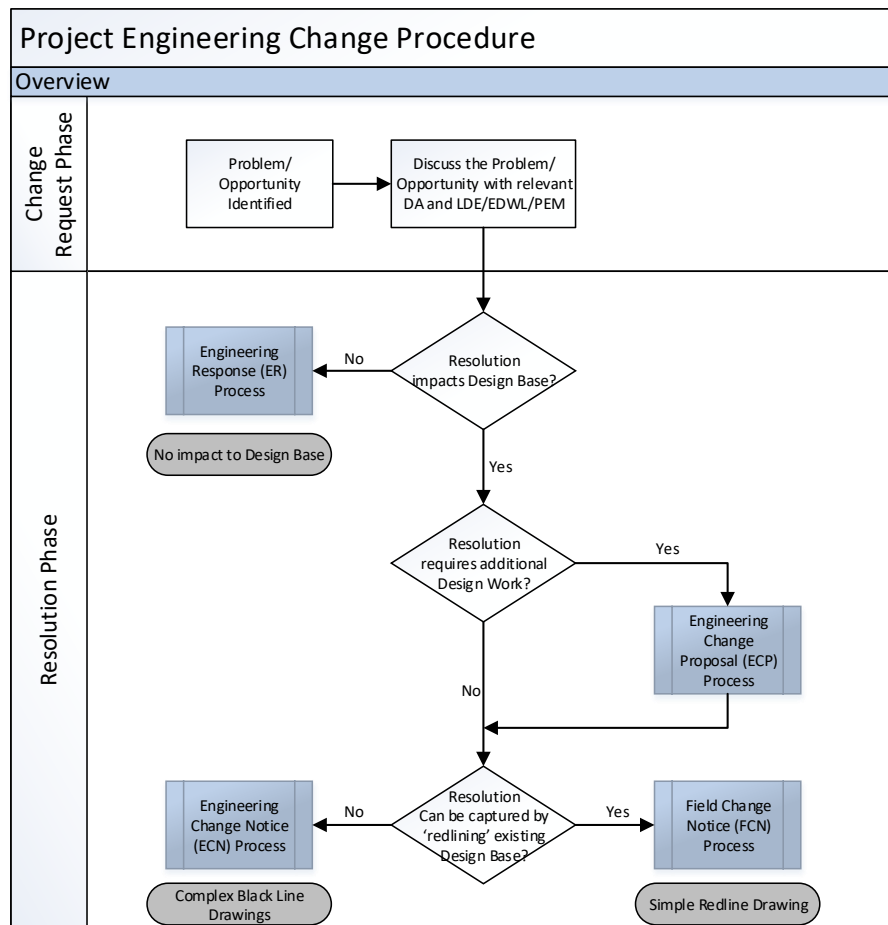 Project Engineering Change Procedure
Overview
Change
Request Phase
Problem/
Opportunity
Identified
Discuss the Problem/
Opportunity with relevant
DA and LDE/EDWL/PEM
Resolution Phase
Resolution
impacts Design Base?
No
Engineering
Response (ER)
Process
No impact to Design Base
Yes
Resolution
requires additional
Design Work?
Yes
Engineering
Change
Proposal (ECP)
Process
No
Resolution
Can be captured by
‘redlining’ existing
Design Base?
No
Engineering
Change Notice
(ECN) Process
Complex Black Line
Drawings
Yes
Field Change
Notice (FCN)
Process
Simple Redline Drawing